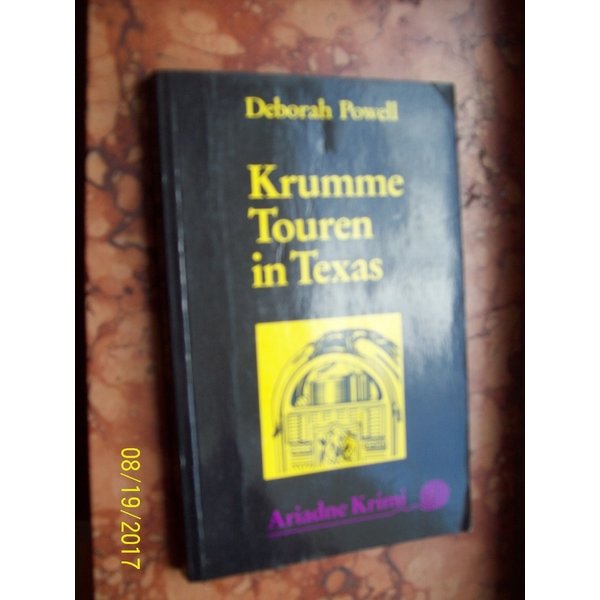 Deborah Powell
Krumme
Touren
in Texas
Ariadne Krimi
08/19/2017